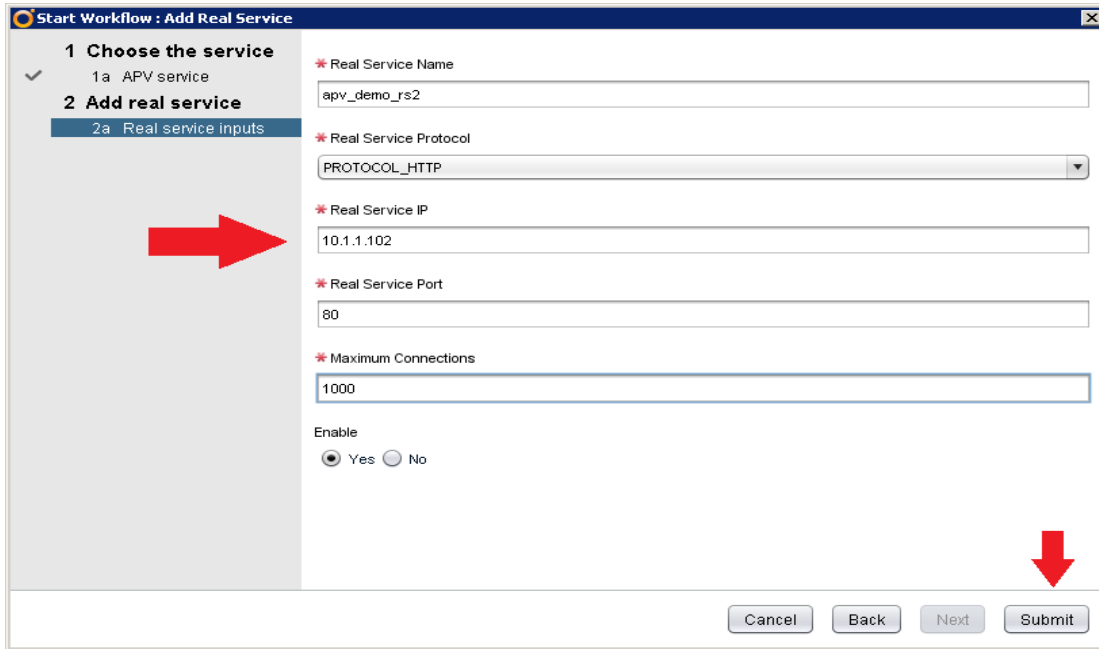 Start Workflow : Add Real Service
1 Choose the service
1a APV service
2 Add real service
2a Real service inputs
* Real Service Name
apv_demo_rs2
* Real Service Protocol
PROTOCOL_HTTP
* Real Service IP
10.1.1.102
* Real Service Port
80
* Maximum Connections
1000
Enable
Yes No
Cancel Back Next Submit